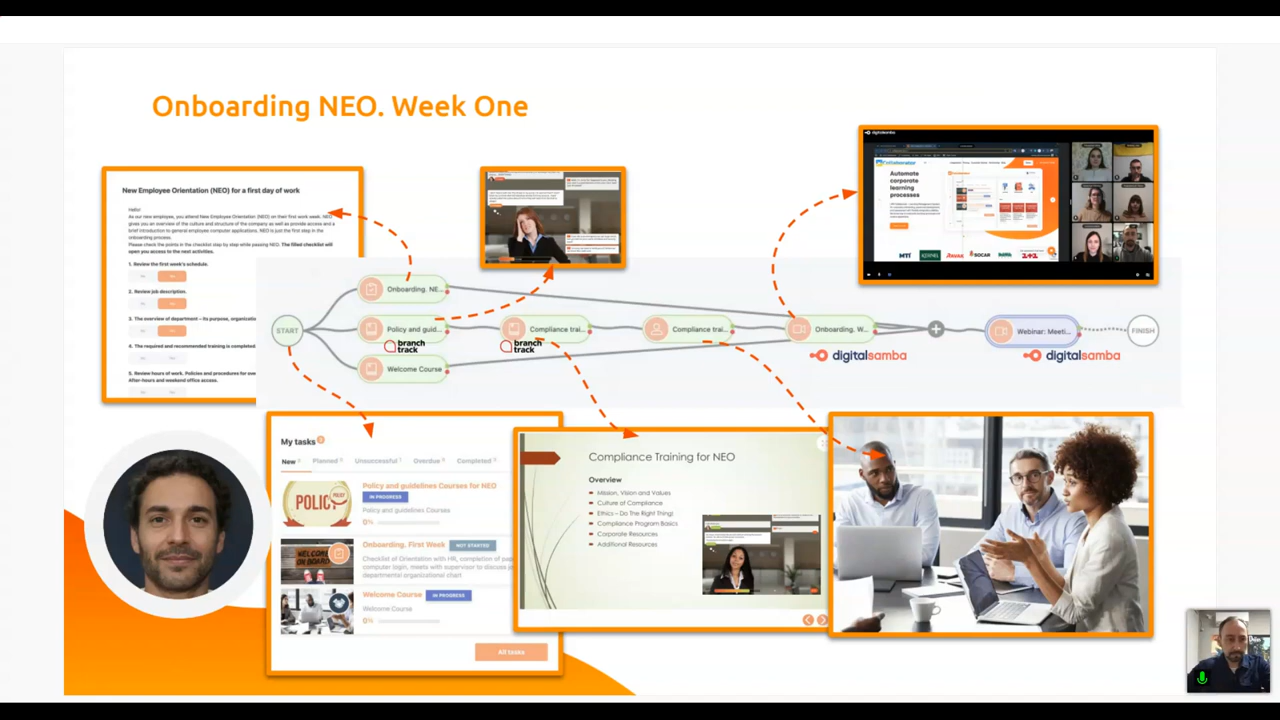 Onboarding NEO. Week One
New Employee Orientation (NEO) for a first day of work
Hello!
As our new employee, you attend New Employee Orientation (NEO) on their first work week. NEO
gives you an overview of the culture and structure of the company as well as provide access and a
brief introduction to general employee computer applications. NEO is just the first step in the
onboarding process.
Please check the points in the checklist step by step while passing NEO. The filled checklist will
open you access to the next activities.
1. Review the first week's schedule.
2. Review job description.
3. The overview of department – its purpose, organizatio
4. The required and recommended training is completed
5. Review hours of work. Policies and procedures for ove
After-hours and weekend office access.
digitalsamba
Automate
corporate
learning
processes
MTI
KERNEL
JAVAS
SOCAR
START
Onboarding. NE...
Policy and guid...
branch
track
Welcome Course
Compliance trai...
branch
track
Compliance trai...
Onboarding. W...
digitalsamba
Webinar: Meeti...
digitalsamba
FINISH
My tasks
New
Planned
Unsuccessful
Overdue
Completed
POLICY
POLICY
Policy and guidelines Courses for NEO
IN PROGRESS
Policy and guidelines Courses
0%
WELCOME
ON BOARD
Onboarding, First Week NOT STARTED
Checklist of Orientation with HR, completion of pap
computer login, meets with supervisor to discuss y
departmental organizational chart
Welcome Course IN PROGRESS
Welcome Course
0%
All tasks
Compliance Training for NEO
Overview
Mission, Vision and Values
Culture of Compliance
Ethics – Do The Right Thing!
Compliance Program Basics
Corporate Resources
Additional Resources